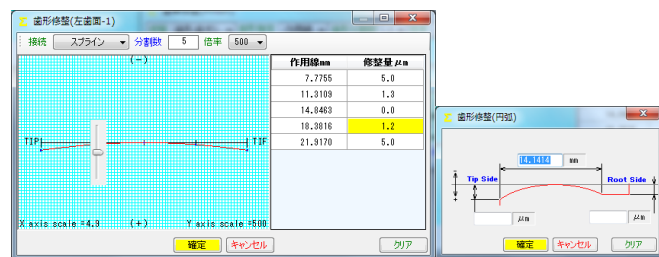 歯形修整(左歯面-1)
接続 スプライン 分割数 5 倍率 500
(-)
TIP TIF
X axis scale =4.9 (+) Y axis scale =500
作用線mm 修整量μm
7.7755 5.0
11.3109 1.3
14.8463 0.0
18.3816 1.2
21.9170 5.0
確定 キャンセル クリア
歯形修整(円弧)
14.1414 mm
Tip Side Root Side
-
+
μm μm
確定 キャンセル クリア